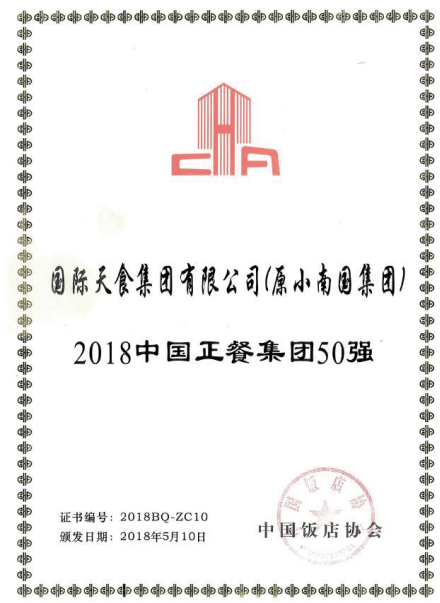 CHA
国际天食集团有限公司(原小南国集团)
2018中国正餐集团50强
证书编号: 2018BQ-ZC10
颁发日期: 2018年5月10日
中国饭店协会